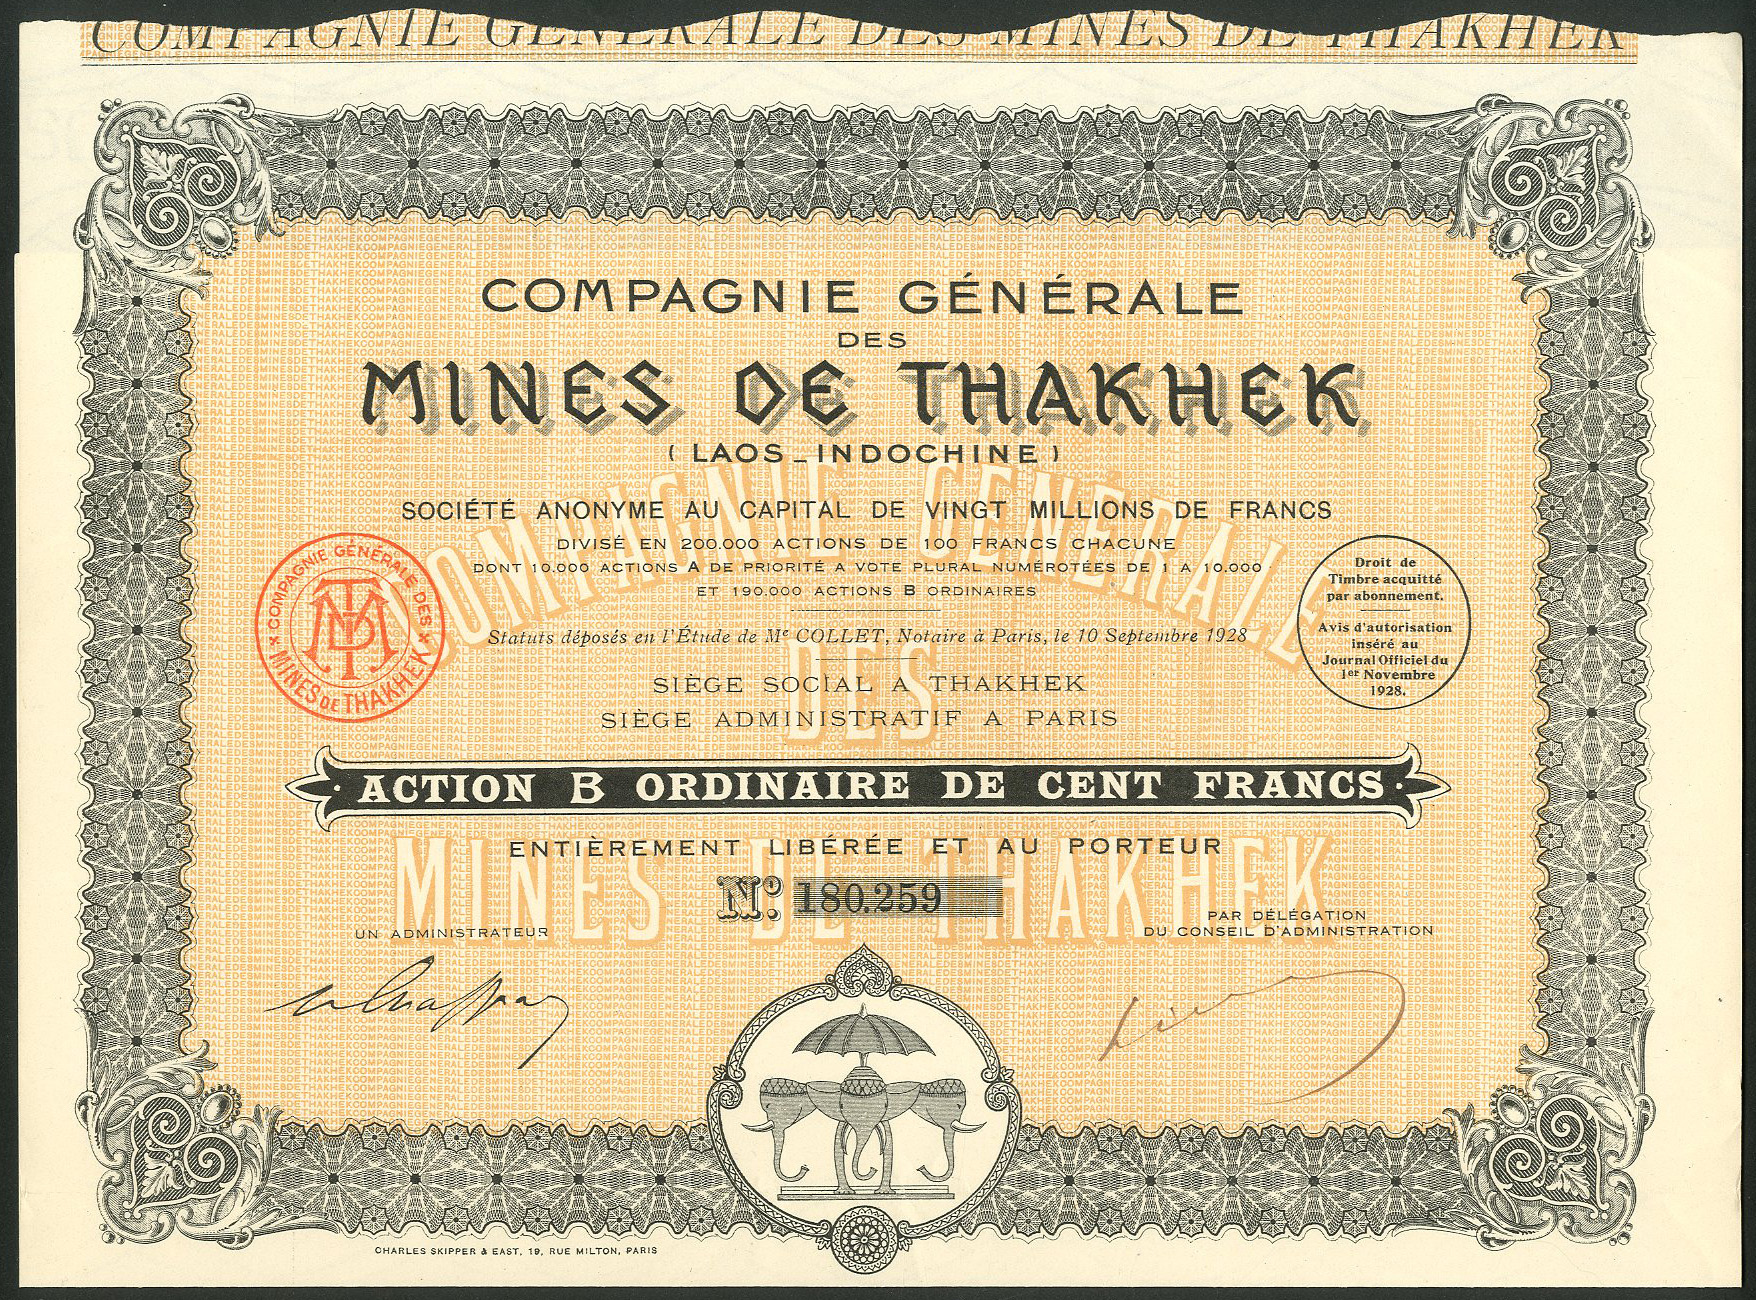 COMPAGNIE GÉNÉRALE DES MINES DE THAKHEK
COMPAGNIE GÉNÉRALE
DES
MINES DE THAKHEK
( LAOS_INDOCHINE )
SOCIÉTÉ ANONYME AU CAPITAL DE VINGT MILLIONS DE FRANCS
DIVISÉ EN 200.000 ACTIONS DE 100 FRANCS CHACUNE
DONT 10.000 ACTIONS A DE PRIORITÉ A VOTE PLURAL NUMÉROTÉES DE 1 A 10.000
ET 190.000 ACTIONS B ORDINAIRES
Statuts déposés en l'Étude de Me COLLET, Notaire à Paris, le 10 Septembre 1928
SIÈGE SOCIAL A THAKHEK
SIÈGE ADMINISTRATIF A PARIS
COMPAGNIE GÉNÉRALE DES
MINES DE THAKHEK
Droit de
Timbre acquitté
par abonnement.
Avis d'autorisation
inséré au
Journal Officiel du
1er Novembre
1928.
COMPAGNIE GÉNÉRALE
DES
MINES DE THAKHEK
ACTION B ORDINAIRE DE CENT FRANCS
ENTIÈREMENT LIBÉRÉE ET AU PORTEUR
No. 180.259
UN ADMINISTRATEUR
PAR DÉLÉGATION
DU CONSEIL D'ADMINISTRATION
CHARLES SKIPPER & EAST, 19, RUE MILTON, PARIS